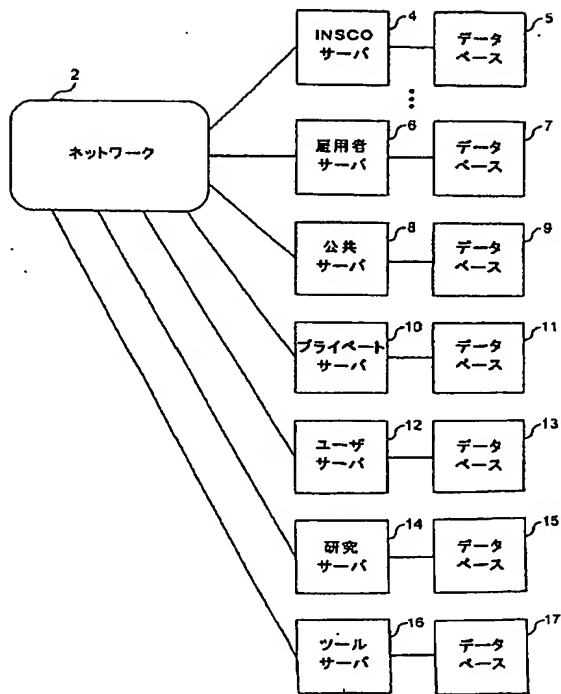 2
ネットワーク
INSCO
サーバ
4
データ
ベース
5
雇用者
サーバ
6
データ
ベース
7
公共
サーバ
8
データ
ベース
9
プライベート
サーバ
10
データ
ベース
11
ユーザ
サーバ
12
データ
ベース
13
研究
サーバ
14
データ
ベース
15
ツール
サーバ
16
データ
ベース
17